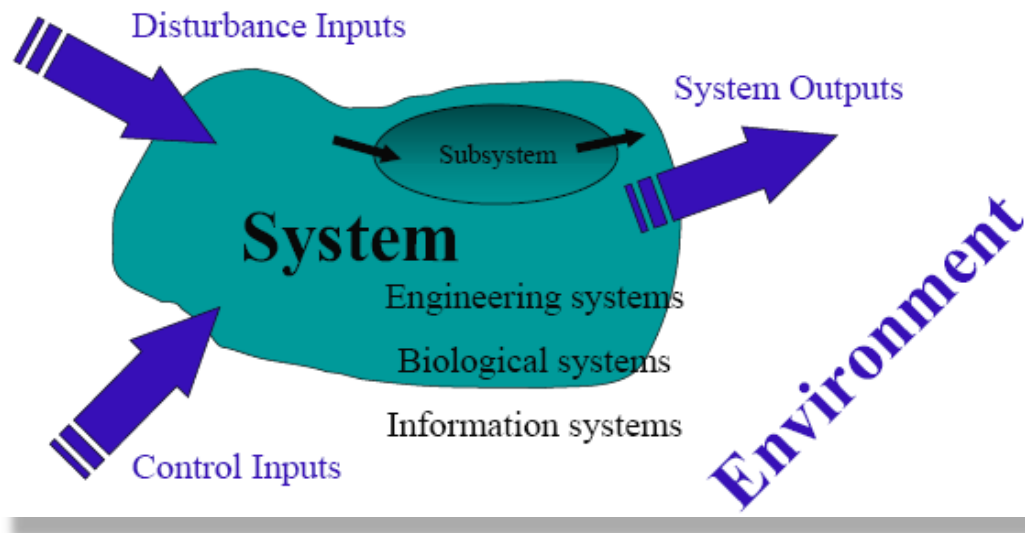 Disturbance Inputs
System Outputs
Subsystem
System
Engineering systems
Biological systems
Information systems
Control Inputs
Environment